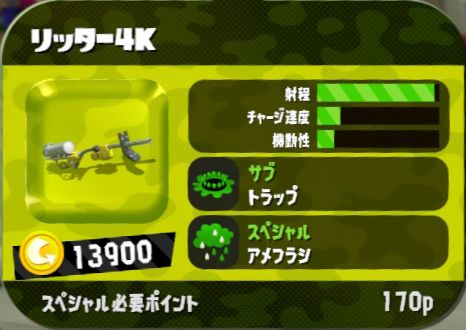 リッター4K
射程
チャージ速度
機動性
サブ
トラップ
スペシャル
アメフラシ
13900
スペシャル必要ポイント 170p